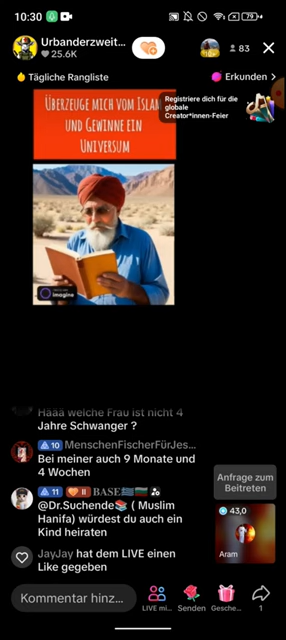 10:30
79
Urbanderzweit...
25.6K
83
Tägliche Rangliste
Erkunden >
ÜBERZEUGE MICH VOM ISLAM
UND GEWINNE EIN
UNIVERSUM
Registriere dich für die
globale
Creator*innen-Feier
imagine
Häää welche Frau ist nicht 4
Jahre Schwanger ?
10 MenschenFischerFürJes...
Bei meiner auch 9 Monate und
4 Wochen
11 II BASE
@Dr.Suchende📚 ( Muslim
Hanifa) würdest du auch ein
Kind heiraten
JayJay hat dem LIVE einen
Like gegeben
Anfrage zum
Beitreten
43,0
Aram
Kommentar hinz...
LIVE mi...
Senden
Gesche...
1